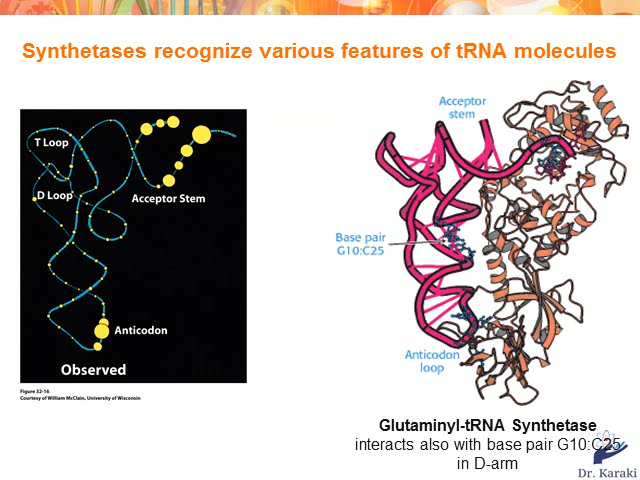 Synthetases recognize various features of tRNA molecules
T Loop
D Loop
Acceptor Stem
Anticodon
Observed
Figure 32-16
Courtesy of William McClain, University of Wisconsin
Acceptor
stem
Base pair
G10:C25
Anticodon
loop
Glutaminyl-tRNA Synthetase
interacts also with base pair G10:C25
in D-arm
Dr. Karaki